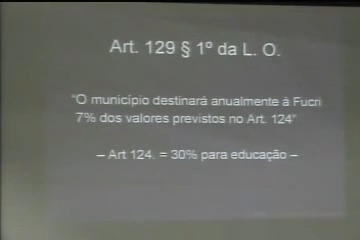 Art. 129 § 1º da L. O.
"O município destinará anualmente à Fucri
7% dos valores previstos no Art. 124"
– Art 124. = 30% para educação –